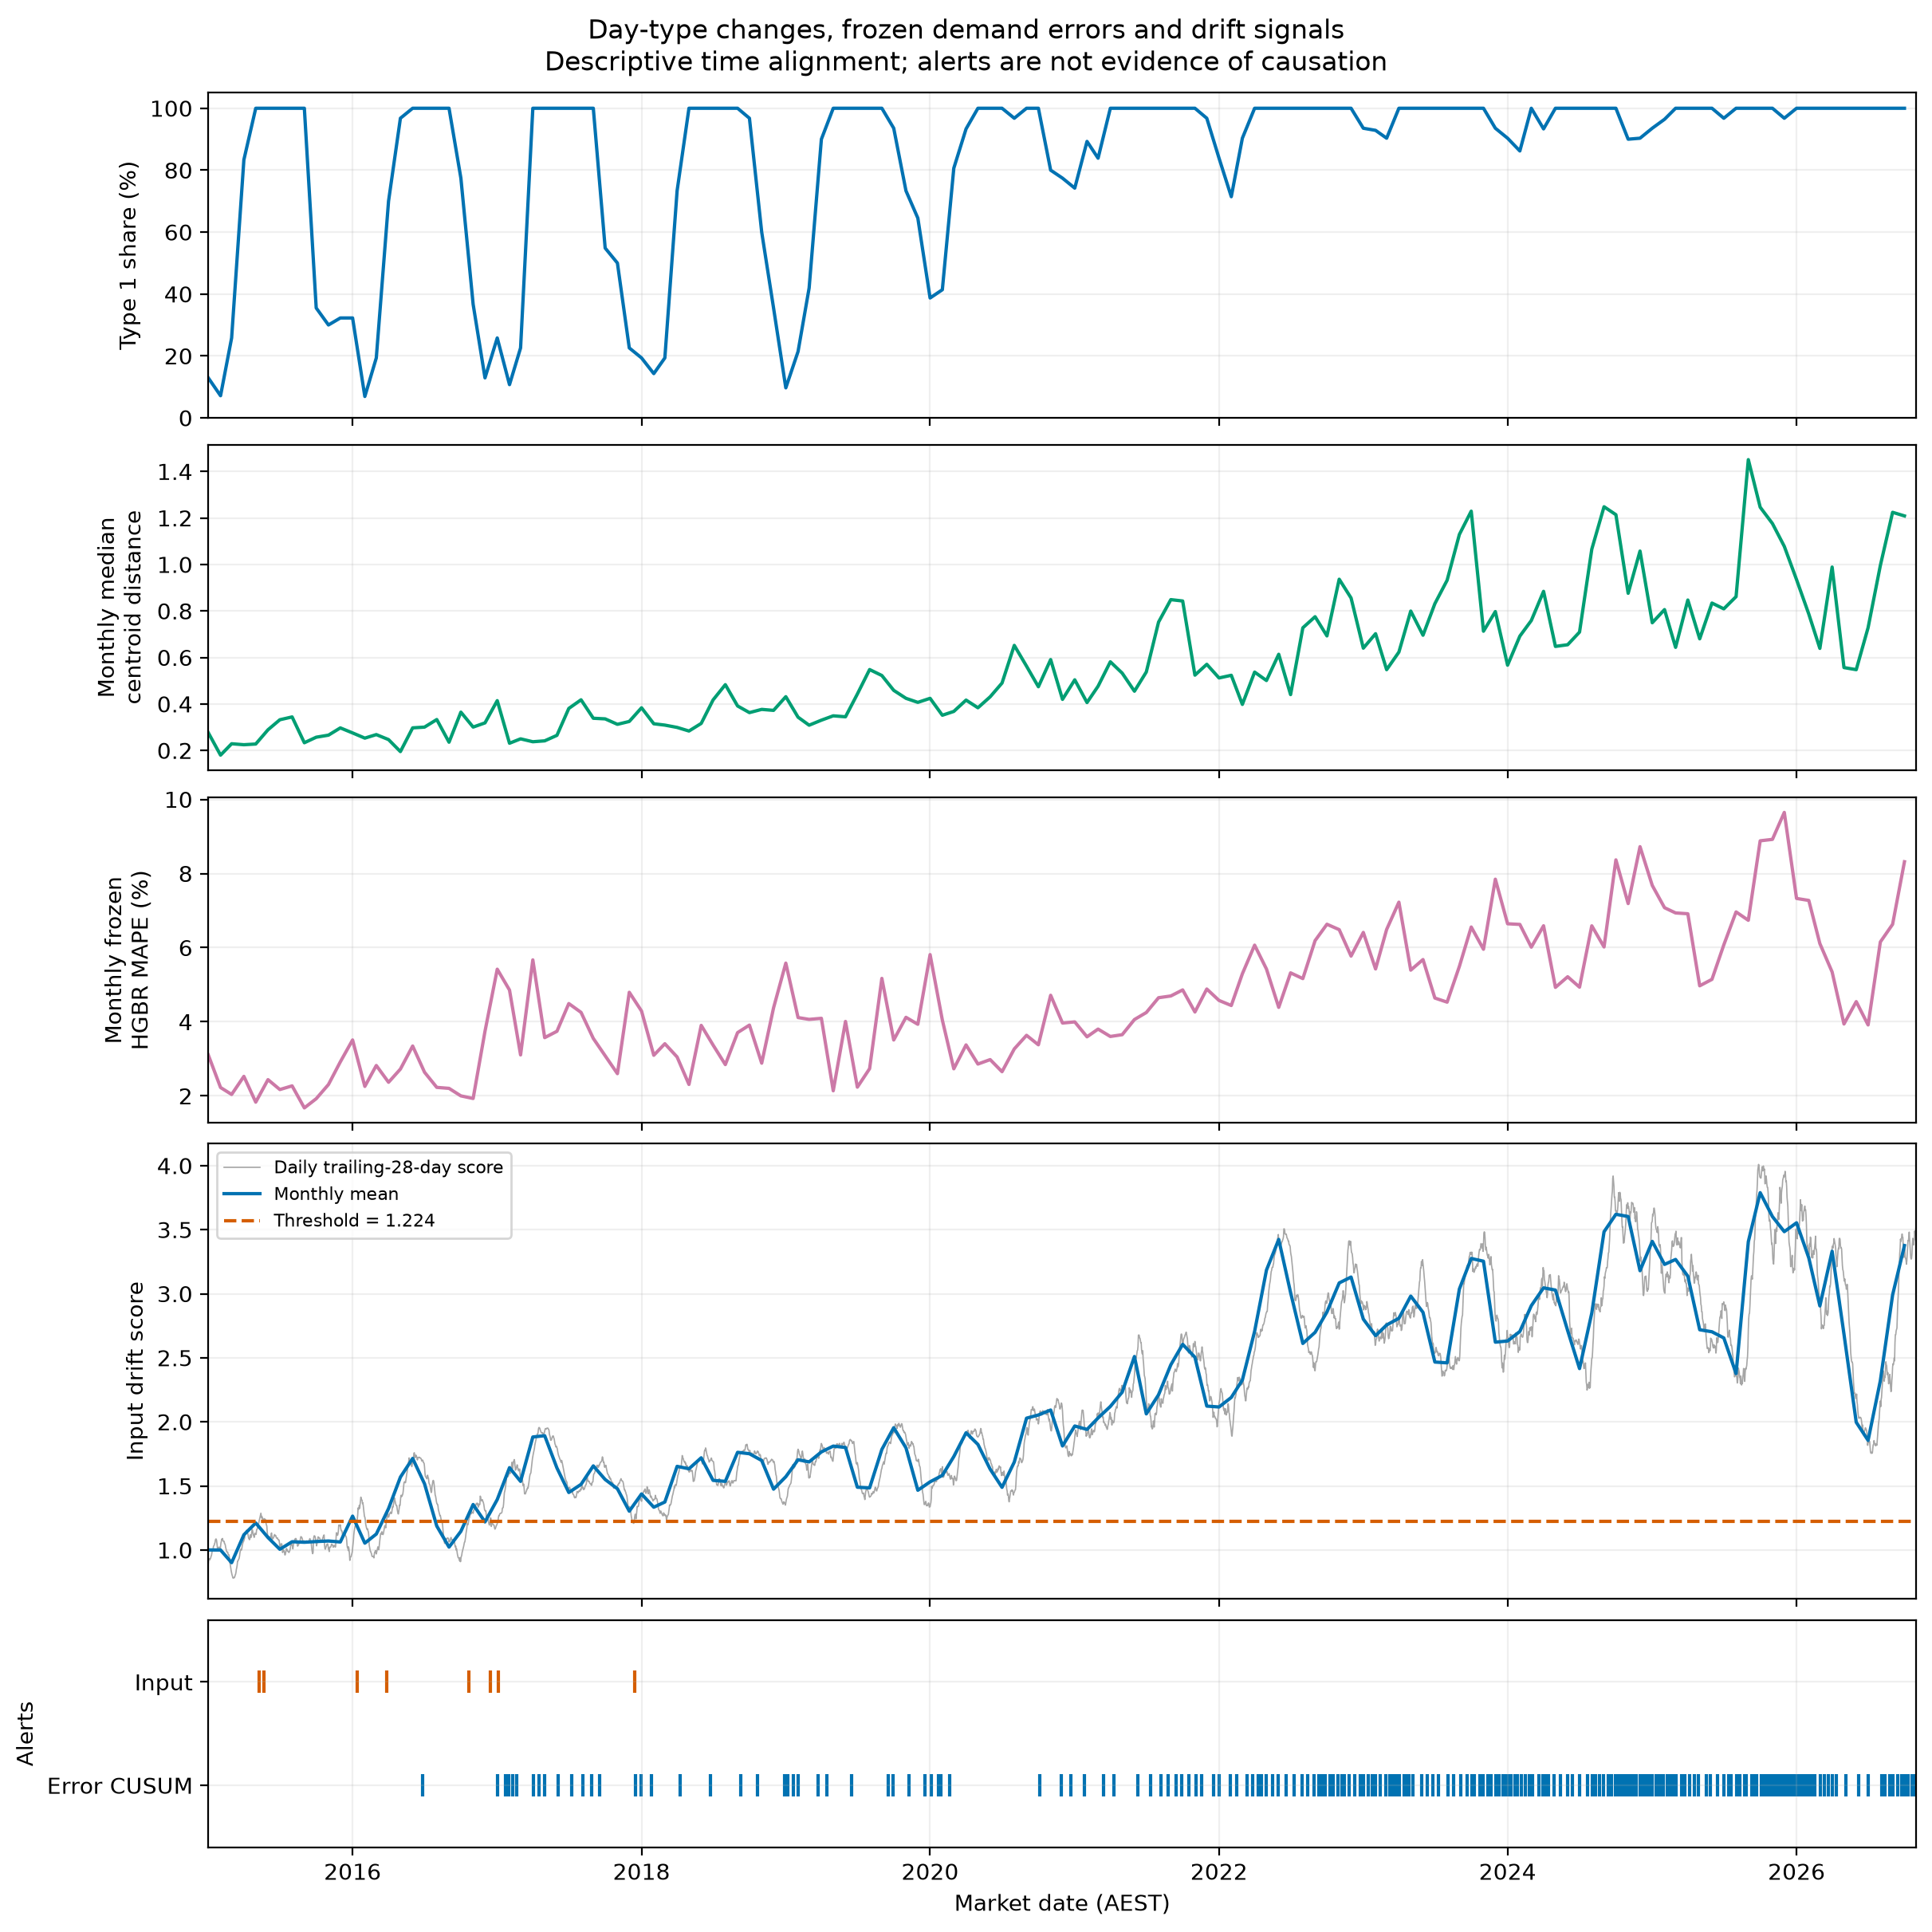 Day-type changes, frozen demand errors and drift signals
Descriptive time alignment; alerts are not evidence of causation
Type 1 share (%)
100
80
60
40
20
0
Monthly median
centroid distance
1.4
1.2
1.0
0.8
0.6
0.4
0.2
Monthly frozen
HGBR MAPE (%)
10
8
6
4
2
Input drift score
4.0
3.5
3.0
2.5
2.0
1.5
1.0
Daily trailing-28-day score
Monthly mean
Threshold = 1.224
Alerts
Input
Error CUSUM
2016
2018
2020
2022
2024
2026
Market date (AEST)